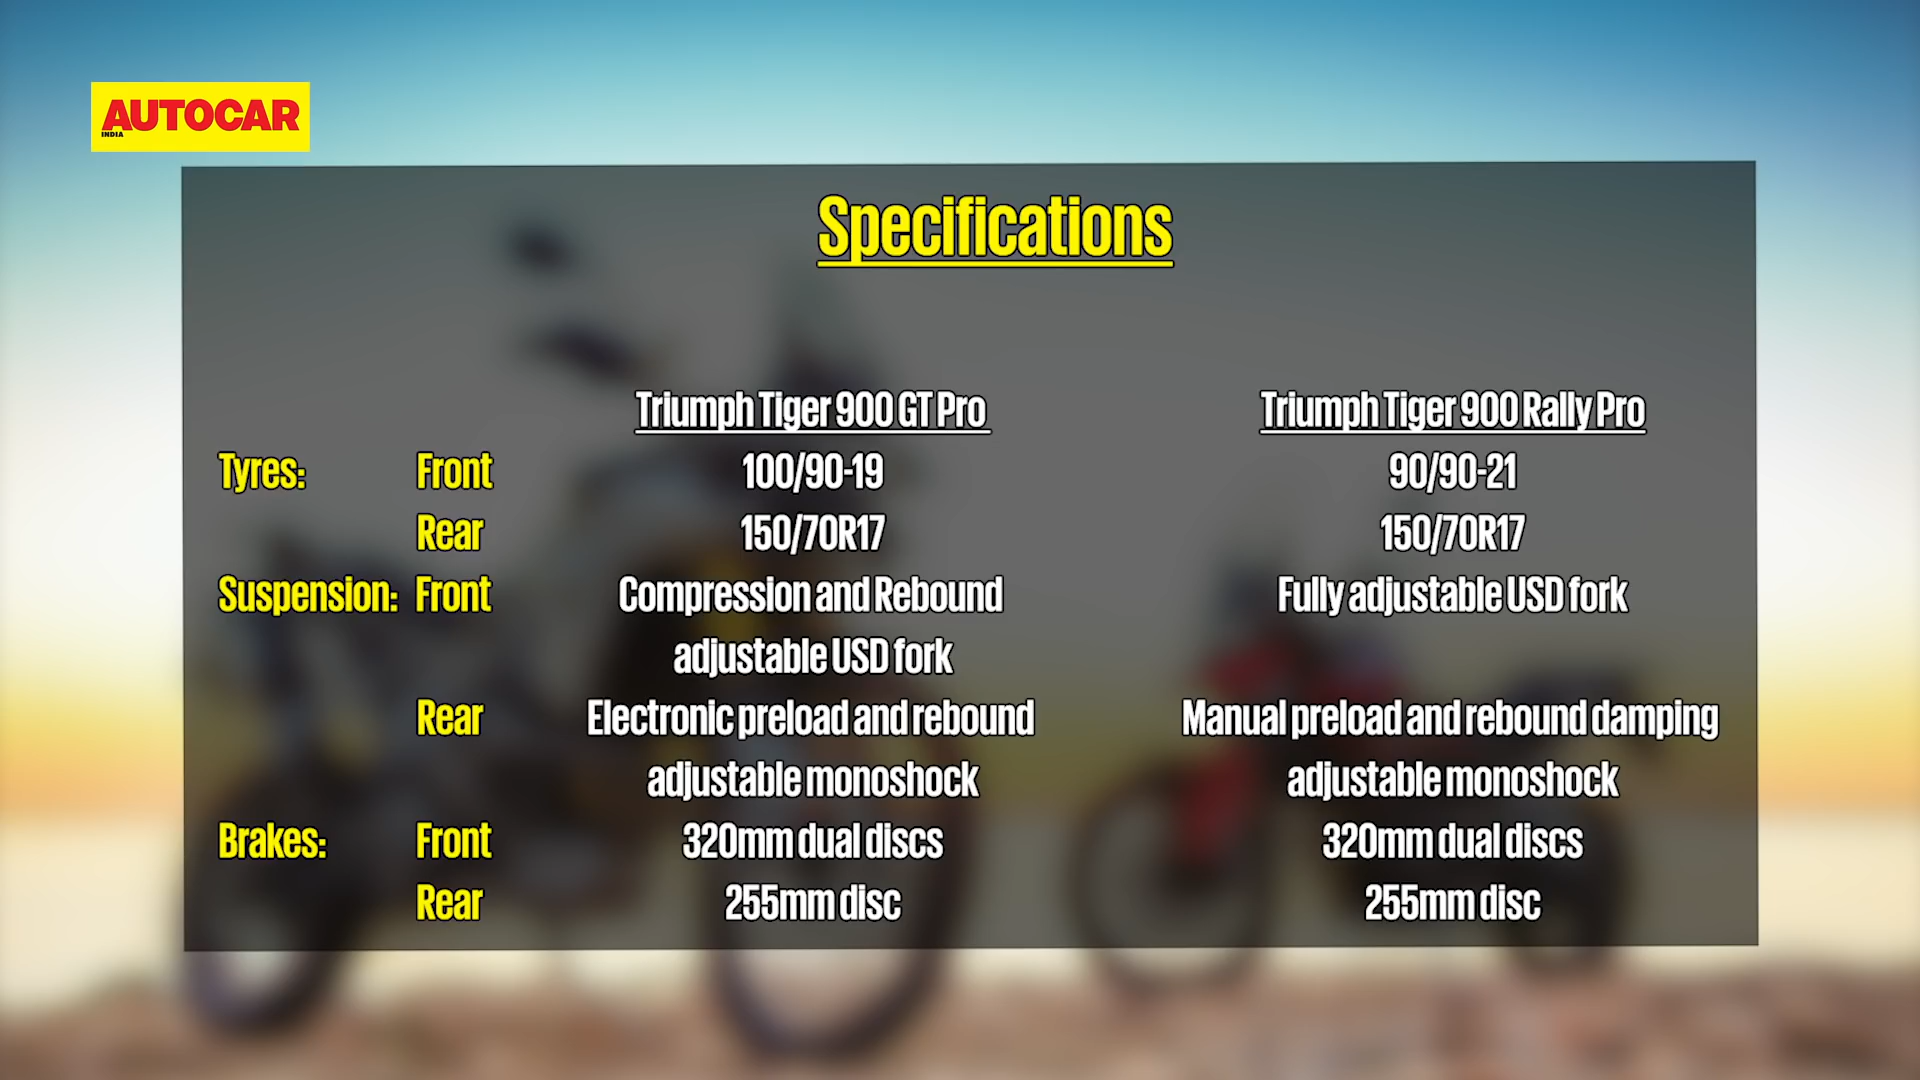 AUTOCAR
INDIA
Specifications
Triumph Tiger 900 GT Pro Triumph Tiger 900 Rally Pro
Tyres: Front 100/90-19 90/90-21
Rear 150/70R17 150/70R17
Suspension: Front Compression and Rebound Fully adjustable USD fork
adjustable USD fork
Rear Electronic preload and rebound Manual preload and rebound damping
adjustable monoshock adjustable monoshock
Brakes: Front 320mm dual discs 320mm dual discs
Rear 255mm disc 255mm disc